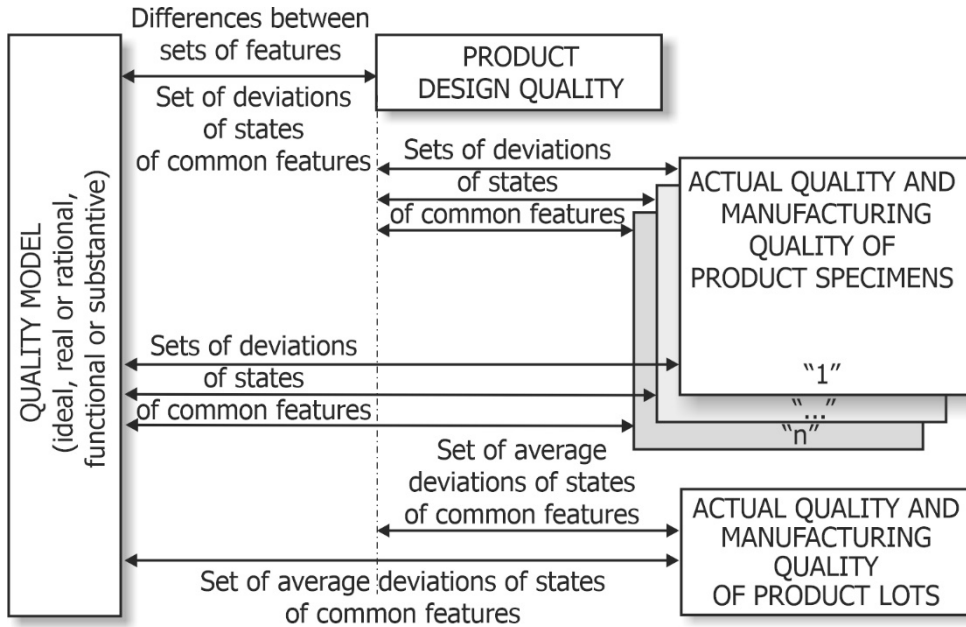 Differences between
sets of features
PRODUCT
DESIGN QUALITY
Set of deviations
of states
of common features
QUALITY MODEL
(ideal, real or rational,
functional or substantive)
Sets of deviations
of states
of common features
ACTUAL QUALITY AND
MANUFACTURING
QUALITY OF
PRODUCT SPECIMENS
“1”
“...”
“n”
Sets of deviations
of states
of common features
Set of average
deviations of states
of common features
ACTUAL QUALITY AND
MANUFACTURING
QUALITY
OF PRODUCT LOTS
Set of average deviations of states
of common features